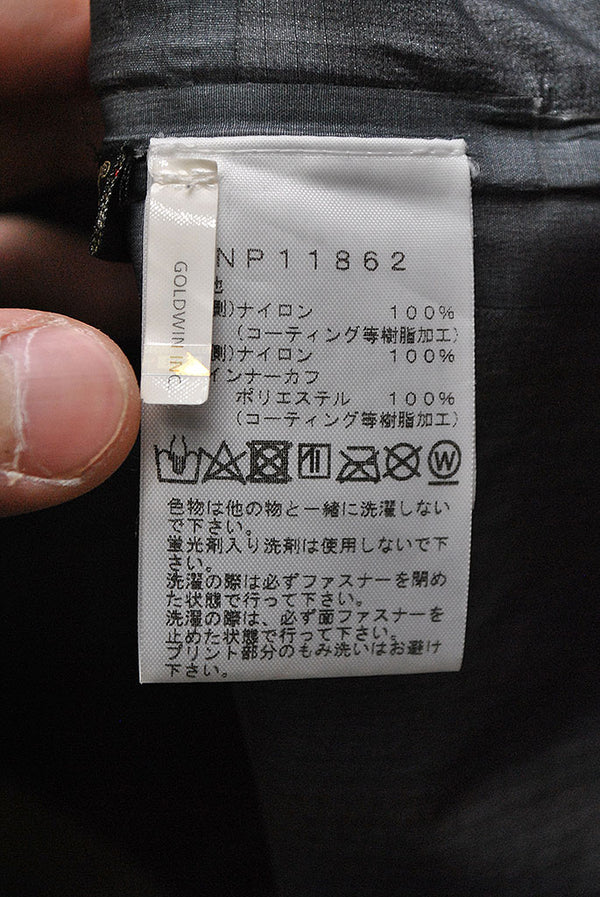 GOLDWIN INC.
NP11862
地
側)ナイロン 100%
(コーティング等樹脂加工)
側)ナイロン 100%
インナーカフ
ポリエステル 100%
(コーティング等樹脂加工)
W
色物は他の物と一緒に洗濯しない
で下さい。
蛍光剤入り洗剤は使用しないで下
さい。
洗濯の際は必ずファスナーを閉め
た状態で行って下さい。
洗濯の際は、必ず面ファスナーを
止めた状態で行って下さい。
プリント部分のもみ洗いはお避け
下さい。